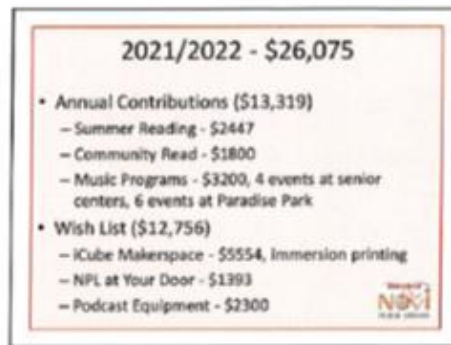 2021/2022 - $26,075
• Annual Contributions ($13,319)
– Summer Reading - $2447
– Community Read - $1800
– Music Programs - $3200, 4 events at senior
centers, 6 events at Paradise Park
• Wish List ($12,756)
– iCube Makerspace - $5554, Immersion printing
– NPL at Your Door - $1393
– Podcast Equipment - $2300
NOVI